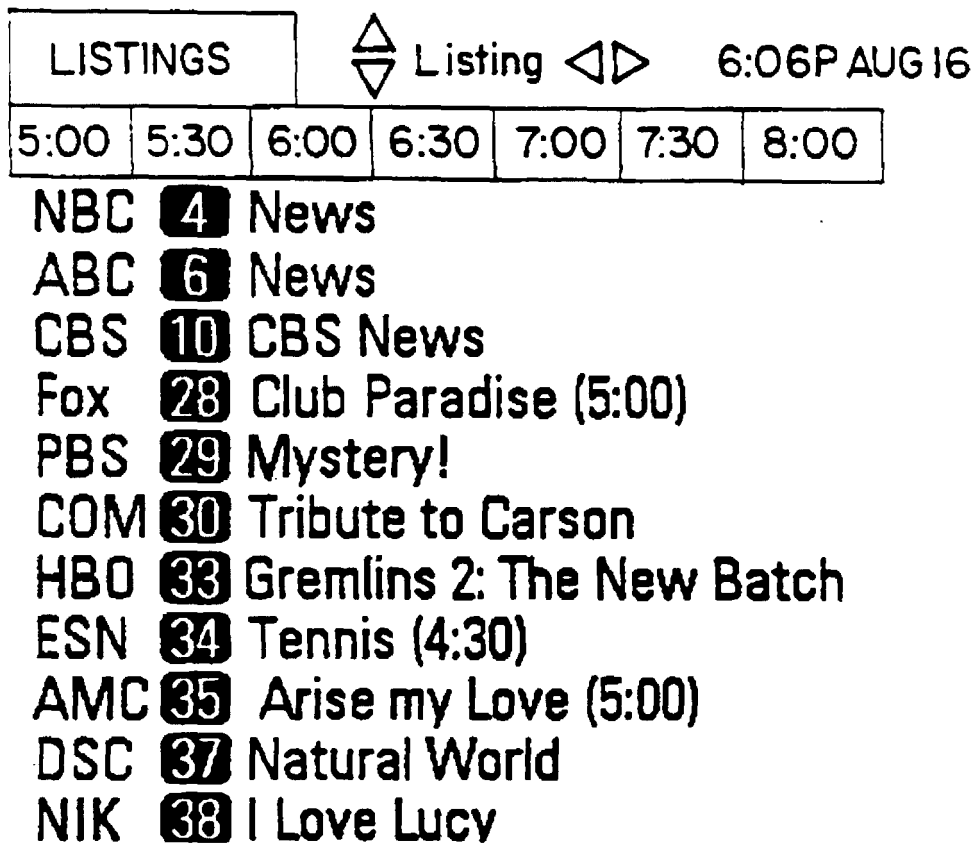 LISTINGS Listing 6:06P AUG 16
5:00 5:30 6:00 6:30 7:00 7:30 8:00
NBC 4 News
ABC 6 News
CBS 10 CBS News
Fox 28 Club Paradise (5:00)
PBS 29 Mystery!
COM 30 Tribute to Carson
HBO 33 Gremlins 2: The New Batch
ESN 34 Tennis (4:30)
AMC 35 Arise my Love (5:00)
DSC 37 Natural World
NIK 38 I Love Lucy